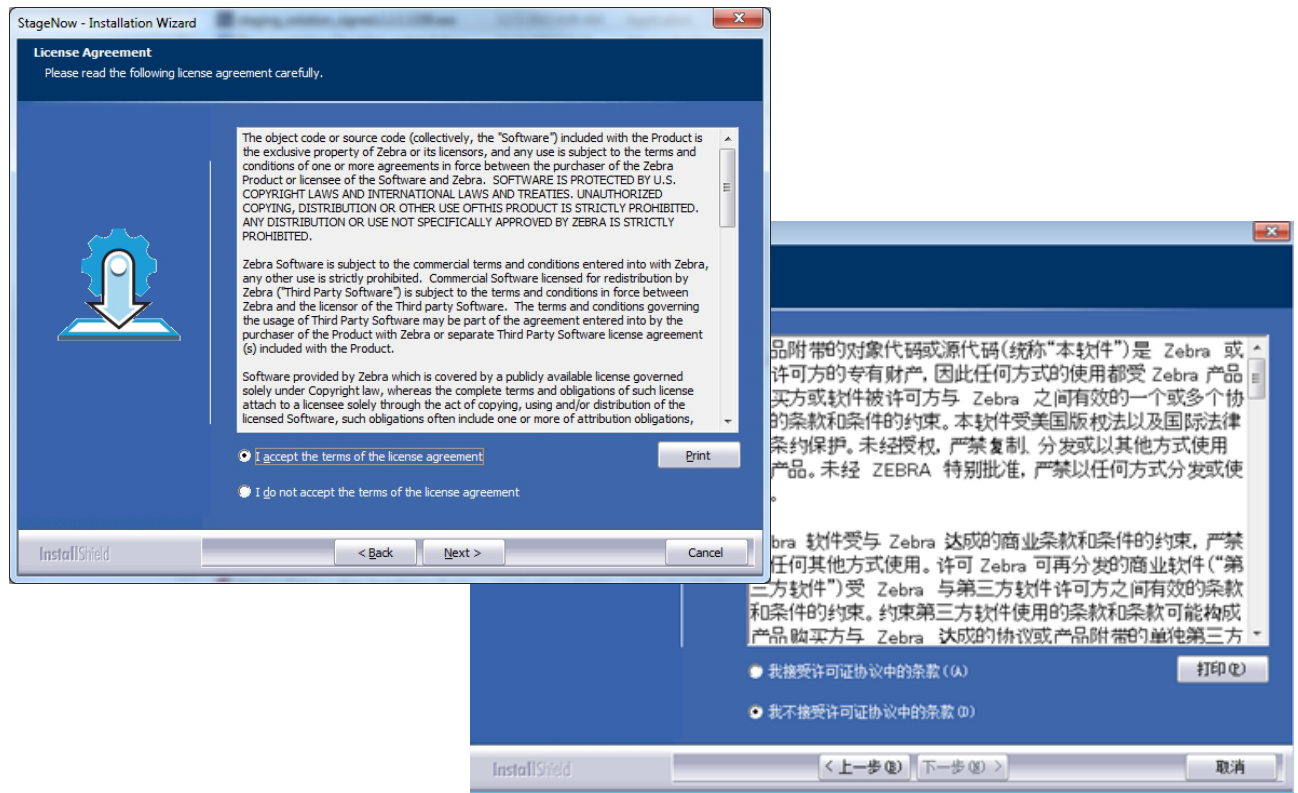 StageNow - Installation Wizard
License Agreement
Please read the following license agreement carefully.
The object code or source code (collectively, the "Software") included with the Product is
the exclusive property of Zebra or its licensors, and any use is subject to the terms and
conditions of one or more agreements in force between the purchaser of the Zebra
Product or licensee of the Software and Zebra.  SOFTWARE IS PROTECTED BY U.S.
COPYRIGHT LAWS AND INTERNATIONAL LAWS AND TREATIES. UNAUTHORIZED
COPYING, DISTRIBUTION OR OTHER USE OFTHIS PRODUCT IS STRICTLY PROHIBITED.
ANY DISTRIBUTION OR USE NOT SPECIFICALLY APPROVED BY ZEBRA IS STRICTLY
PROHIBITED.
Zebra Software is subject to the commercial terms and conditions entered into with Zebra,
any other use is strictly prohibited.  Commercial Software licensed for redistribution by
Zebra ("Third Party Software") is subject to the terms and conditions in force between
Zebra and the licensor of the Third party Software.  The terms and conditions governing
the usage of Third Party Software may be part of the agreement entered into by the
purchaser of the Product with Zebra or separate Third Party Software license agreement
(s) included with the Product.
Software provided by Zebra which is covered by a publicly available license governed
solely under Copyright law, whereas the complete terms and obligations of such license
attach to a licensee solely through the act of copying, using and/or distribution of the
licensed Software, such obligations often include one or more of attribution obligations,
I accept the terms of the license agreement
Print
I do not accept the terms of the license agreement
InstallShield
< Back
Next >
Cancel
品附带的对象代码或源代码(统称“本软件”)是 Zebra 或
许可方的专有财产，因此任何方式的使用都受 Zebra 产品
买方或软件被许可方与 Zebra 之间有效的一个或多个协
的条款和条件的约束。本软件受美国版权法以及国际法律
条约保护。未经授权，严禁复制、分发或以其他方式使用
产品。未经 ZEBRA 特别批准，严禁以任何方式分发或使
。
bra 软件受与 Zebra 达成的商业条款和条件的约束，严禁
任何其他方式使用。许可 Zebra 可再分发的商业软件(“第
三方软件”)受 Zebra 与第三方软件许可方之间有效的条款
和条件的约束。约束第三方软件使用的条款和条款可能构成
产品购买方与 Zebra 达成的协议或产品附带的单独第三方
我接受许可证协议中的条款((A)
打印(P)
我不接受许可证协议中的条款(D)
InstallShield
< 上一步(B)
下一步(N) >
取消